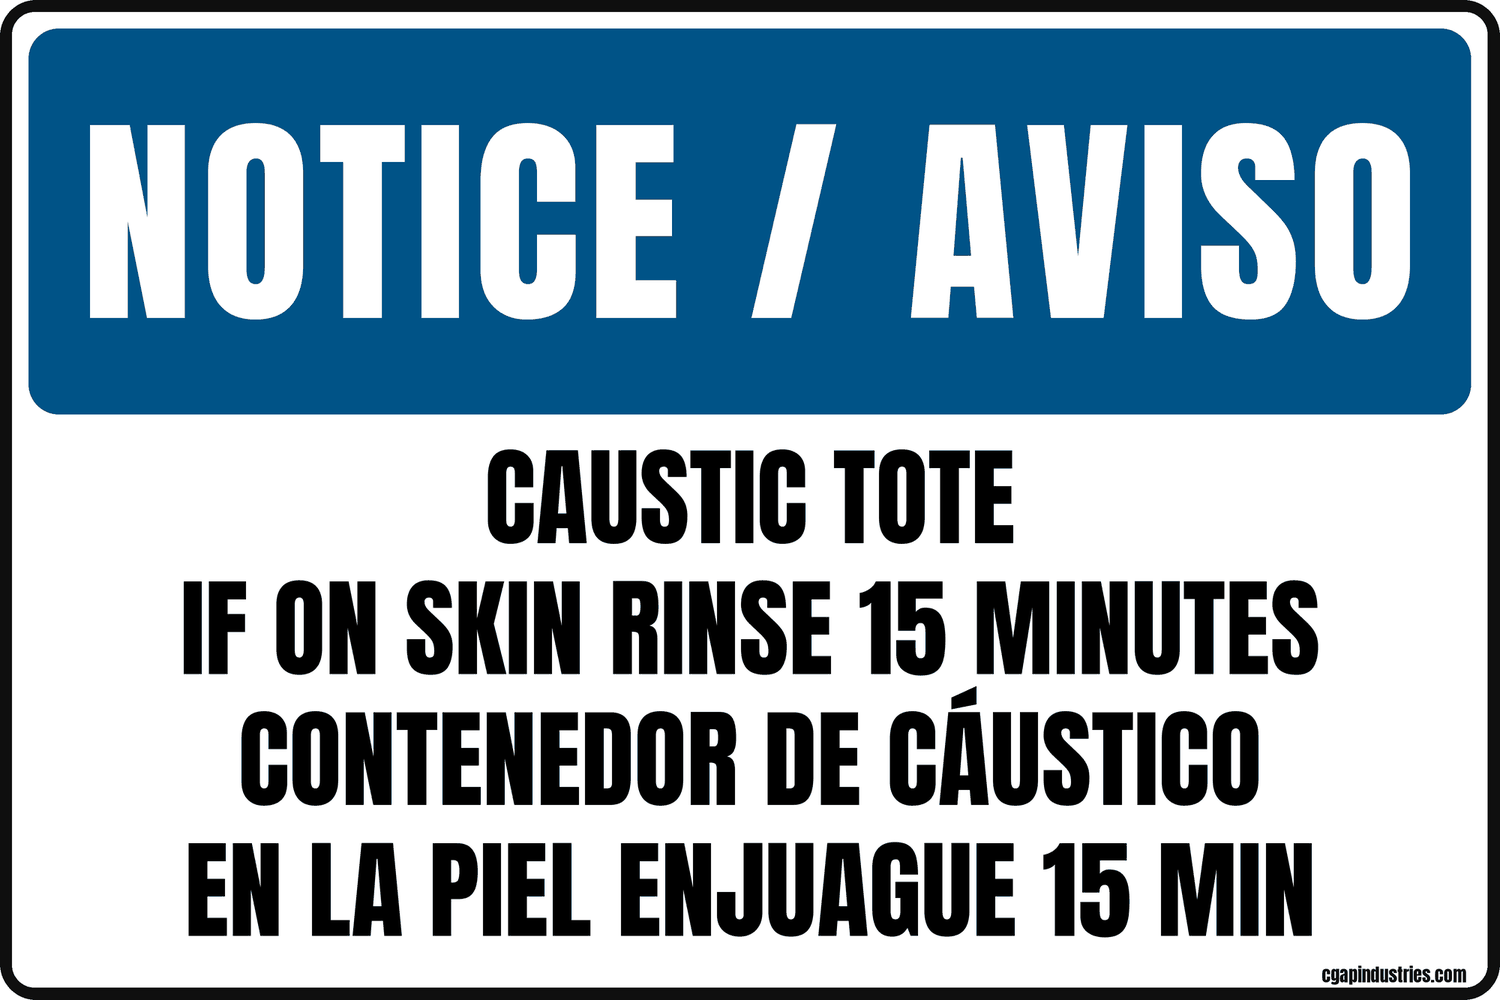 NOTICE / AVISO
CAUSTIC TOTE
IF ON SKIN RINSE 15 MINUTES
CONTENEDOR DE CÁUSTICO
EN LA PIEL ENJUAGUE 15 MIN
cgapindustries.com